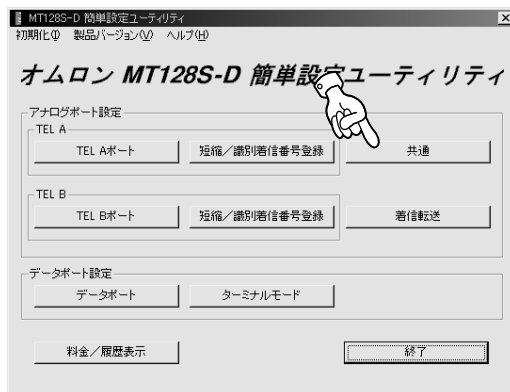 MT128S-D 簡単設定ユーティリティ
初期化(I) 製品バージョン(V) ヘルプ(H)
オムロン MT128S-D 簡単設定ユーティリティ
アナログポート設定
TEL A
TEL Aポート 短縮/識別着信番号登録 共通
TEL B
TEL Bポート 短縮/識別着信番号登録 着信転送
データポート設定
データポート ターミナルモード
料金/履歴表示 終了